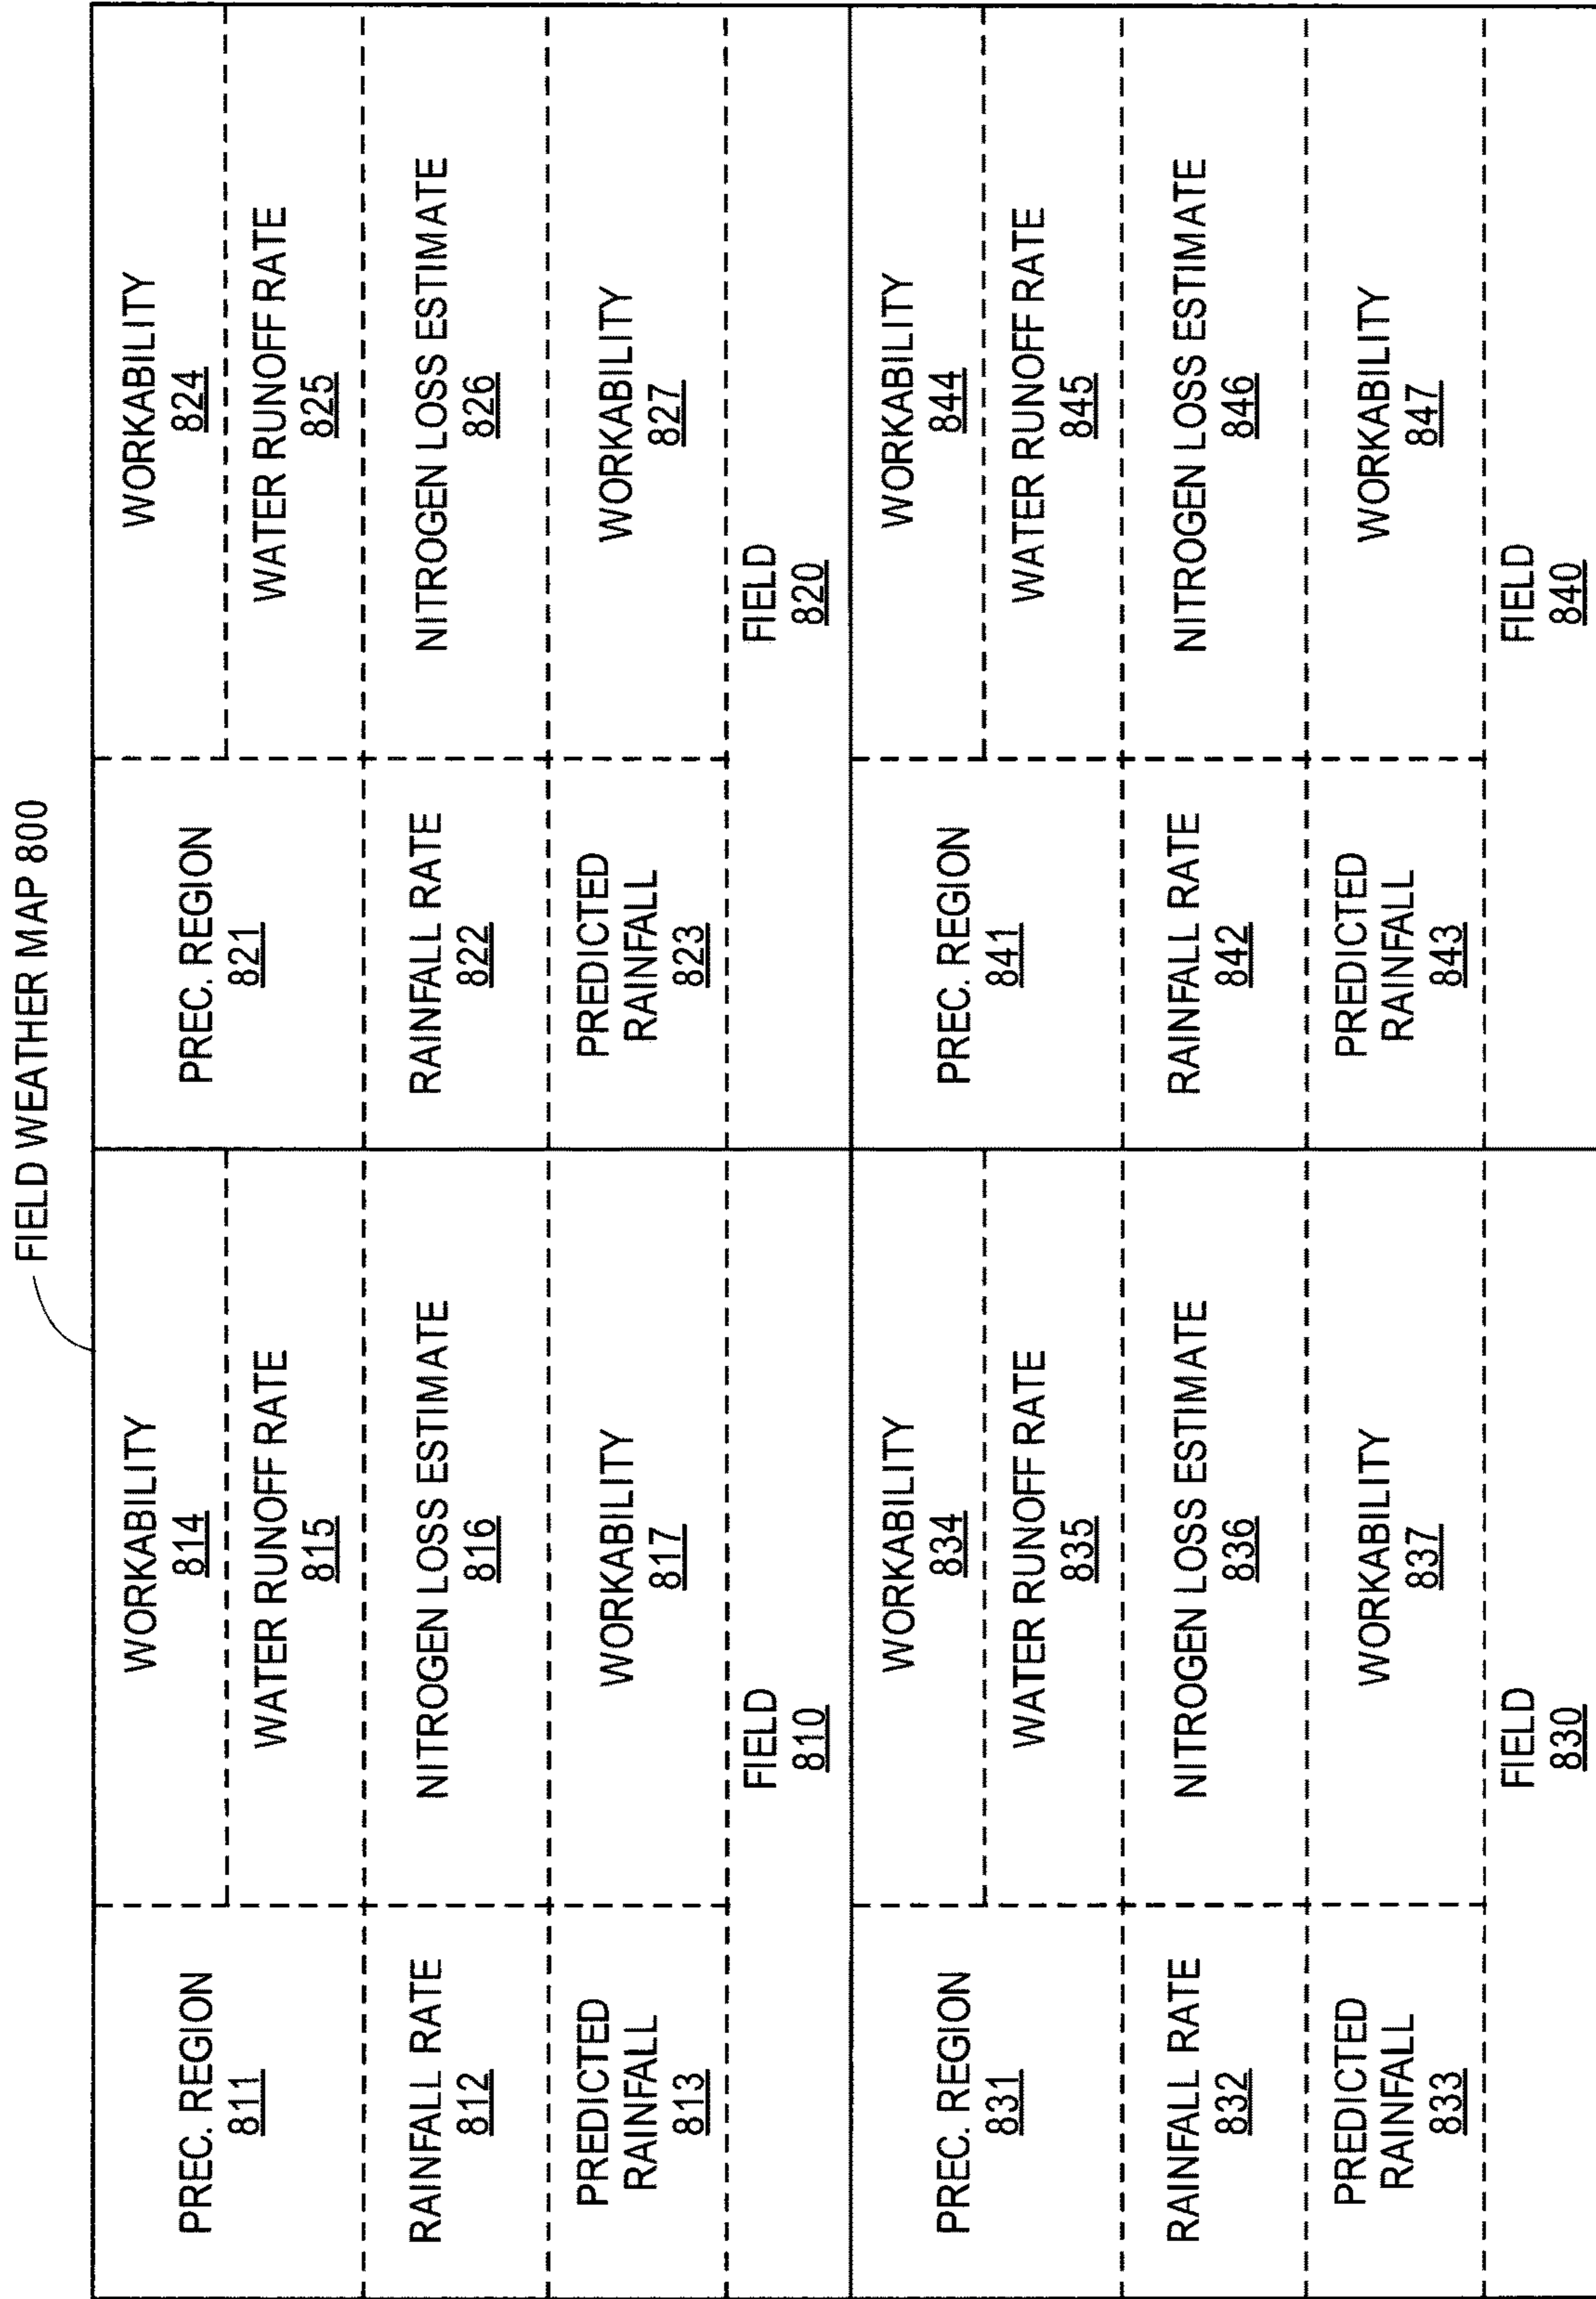 FIELD WEATHER MAP 800
PREC. REGION
811
WORKABILITY
814
WATER RUNOFF RATE
815
RAINFALL RATE
812
NITROGEN LOSS ESTIMATE
816
PREDICTED
RAINFALL
813
WORKABILITY
817
FIELD
810
PREC. REGION
821
WORKABILITY
824
WATER RUNOFF RATE
825
RAINFALL RATE
822
NITROGEN LOSS ESTIMATE
826
PREDICTED
RAINFALL
823
WORKABILITY
827
FIELD
820
PREC. REGION
831
WORKABILITY
834
WATER RUNOFF RATE
835
RAINFALL RATE
832
NITROGEN LOSS ESTIMATE
836
PREDICTED
RAINFALL
833
WORKABILITY
837
FIELD
830
PREC. REGION
841
WORKABILITY
844
WATER RUNOFF RATE
845
RAINFALL RATE
842
NITROGEN LOSS ESTIMATE
846
PREDICTED
RAINFALL
843
WORKABILITY
847
FIELD
840